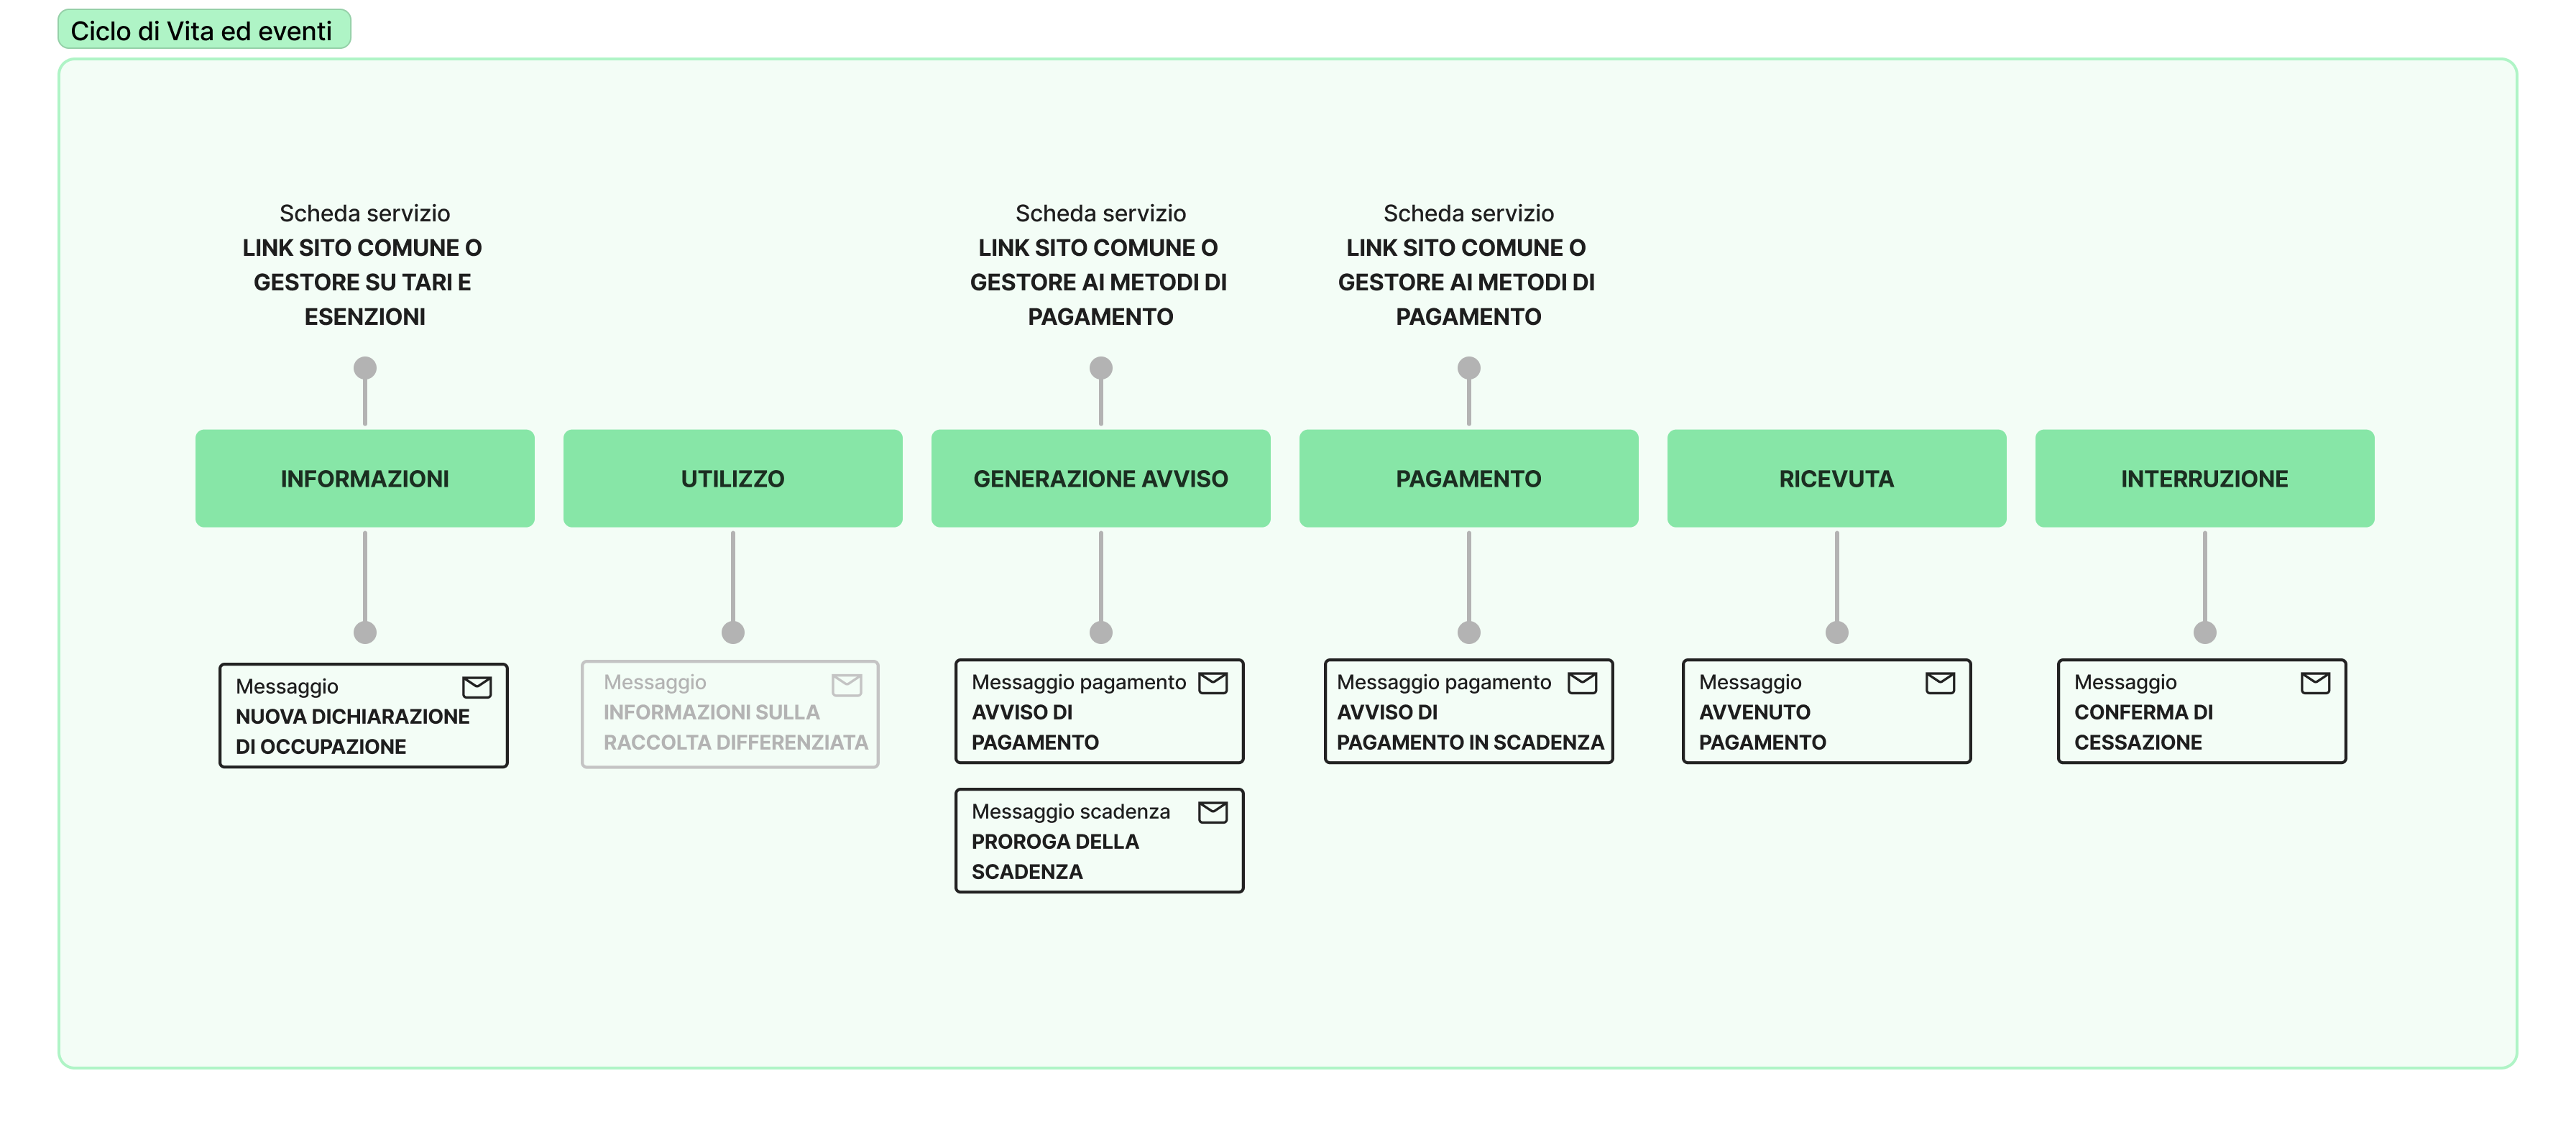 Ciclo di Vita ed eventi
Scheda servizio
LINK SITO COMUNE O
GESTORE SU TARI E
ESENZIONI
Scheda servizio
LINK SITO COMUNE O
GESTORE AI METODI DI
PAGAMENTO
Scheda servizio
LINK SITO COMUNE O
GESTORE AI METODI DI
PAGAMENTO
INFORMAZIONI
UTILIZZO
GENERAZIONE AVVISO
PAGAMENTO
RICEVUTA
INTERRUZIONE
Messaggio
NUOVA DICHIARAZIONE
DI OCCUPAZIONE
Messaggio
INFORMAZIONI SULLA
RACCOLTA DIFFERENZIATA
Messaggio pagamento
AVVISO DI
PAGAMENTO
Messaggio scadenza
PROROGA DELLA
SCADENZA
Messaggio pagamento
AVVISO DI
PAGAMENTO IN SCADENZA
Messaggio
AVVENUTO
PAGAMENTO
Messaggio
CONFERMA DI
CESSAZIONE